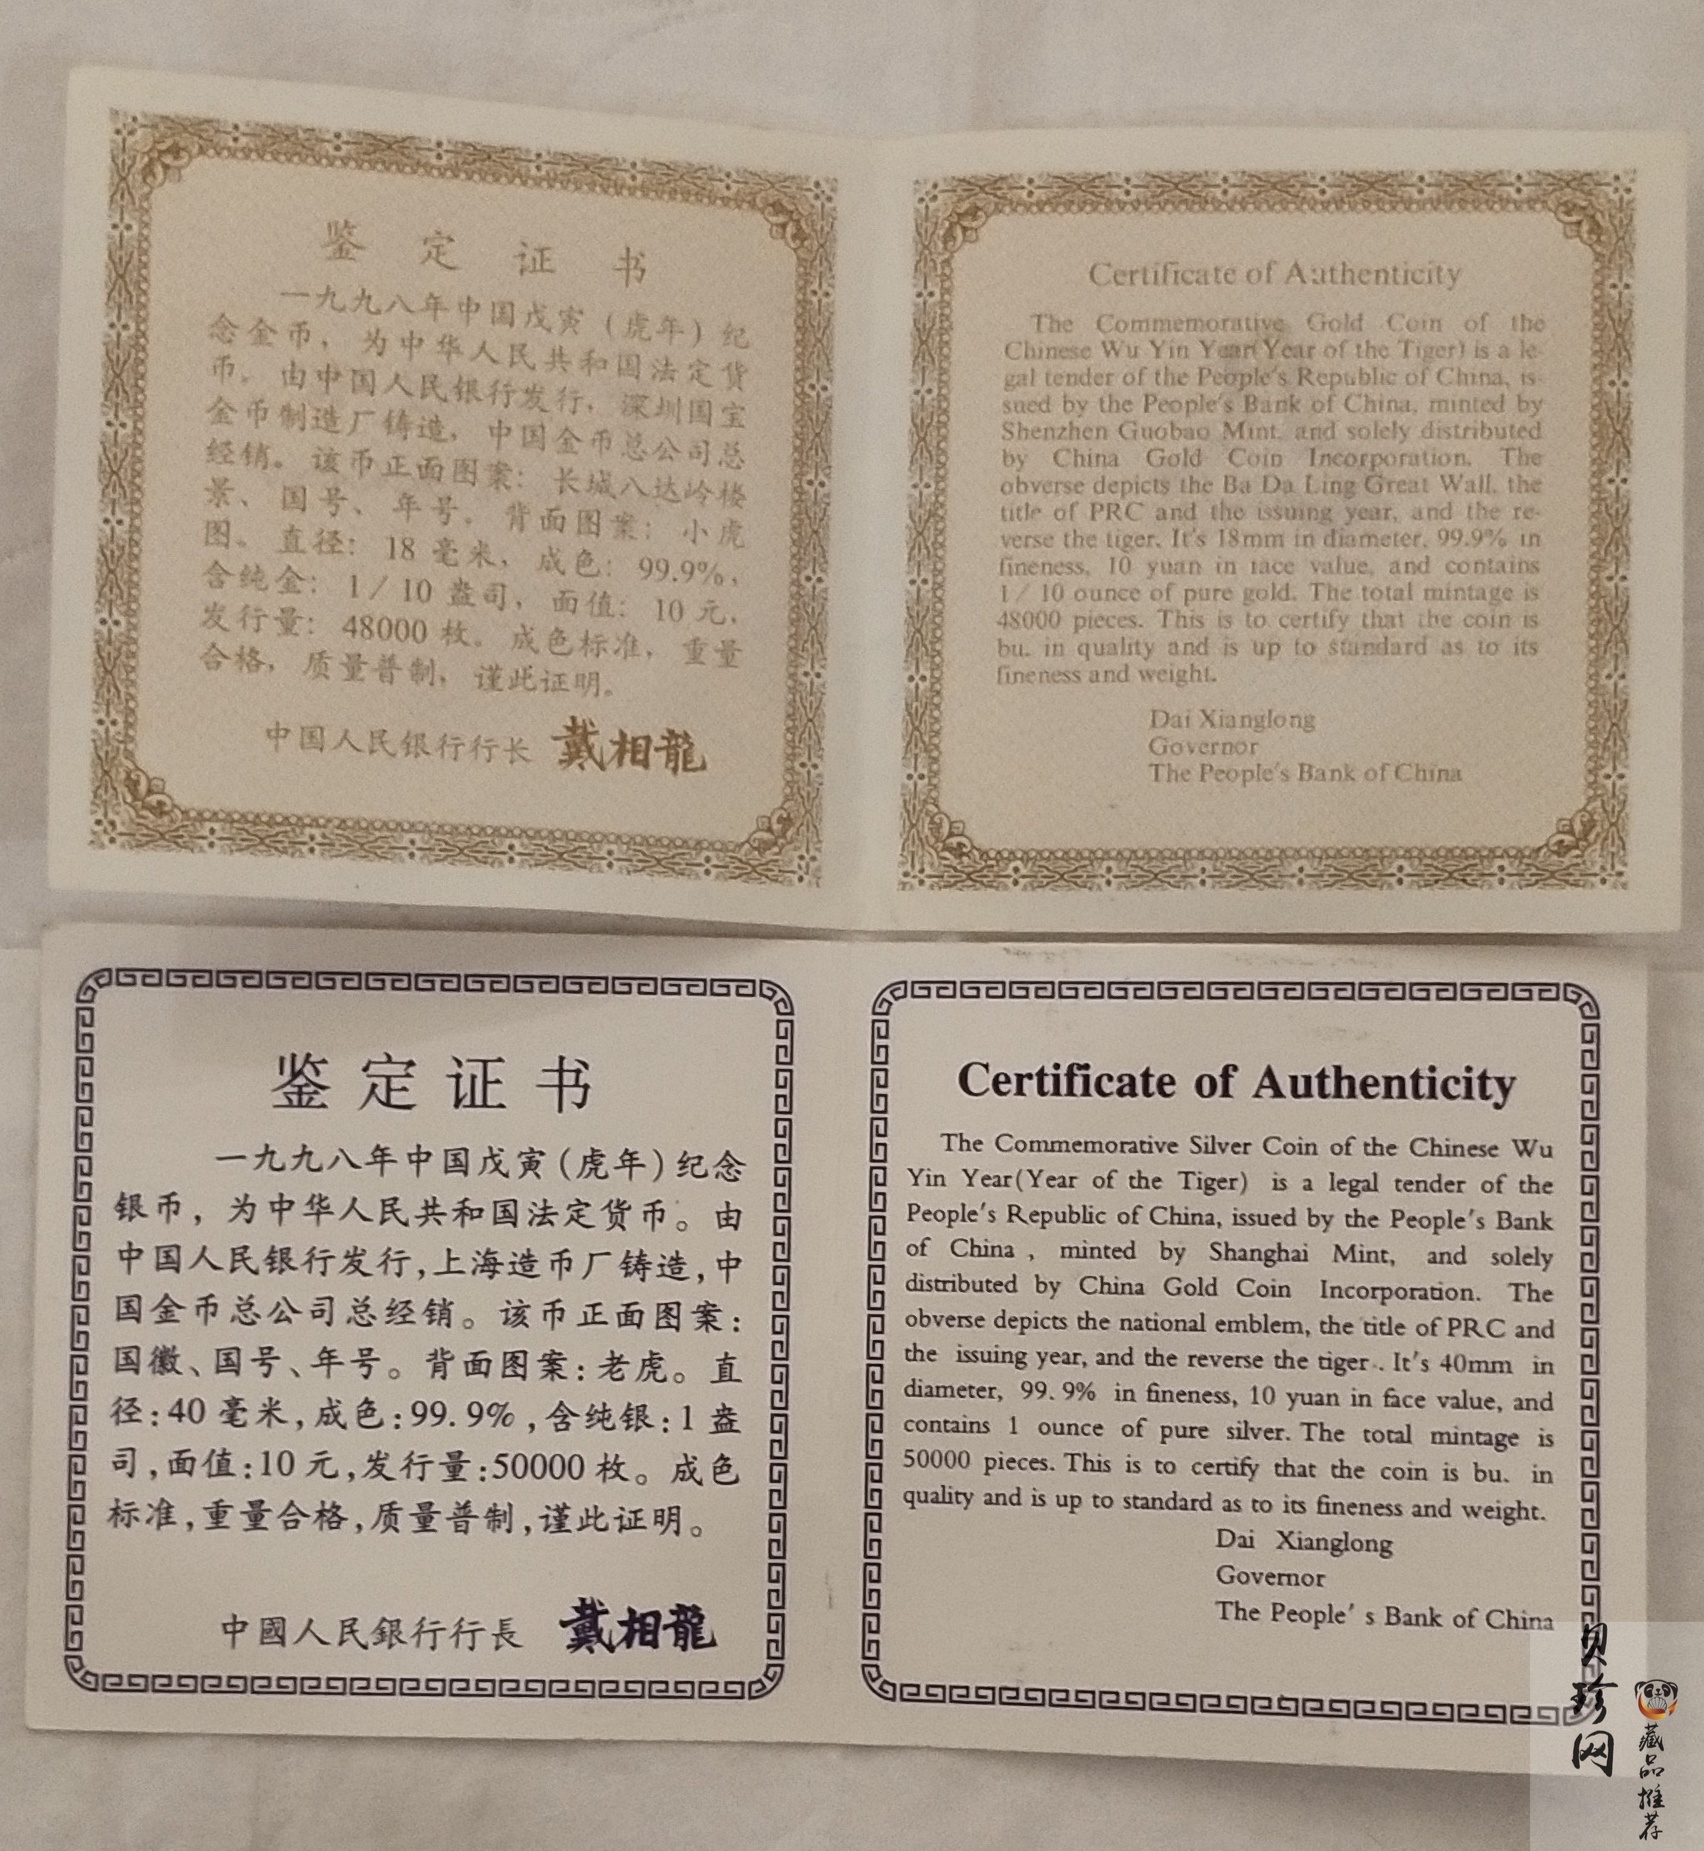 鉴定证书
一九九八年中国戊寅（虎年）纪
念金币，为中华人民共和国法定货
币。由中国人民银行发行，深圳国宝
金币制造厂铸造，中国金币总公司总
经销。该币正面图案：长城八达岭楼
景、国号、年号，背面图案：小虎
图。直径：18毫米，成色：99.9%，
含纯金：1/10盎司，面值：10元，
发行量：48000枚。成色标准，重量
合格，质量普制，谨此证明。
中国人民银行行长 戴相龍
Certificate of Authenticity
The Commemorative Gold Coin of the
Chinese Wu Yin Year(Year of the Tiger) is a le-
gal tender of the People's Republic of China, is-
sued by the People's Bank of China, minted by
Shenzhen Guobao Mint, and solely distributed
by China Gold Coin Incorporation. The
obverse depicts the Ba Da Ling Great Wall, the
title of PRC and the issuing year, and the re-
verse the tiger. It's 18mm in diameter, 99.9% in
fineness, 10 yuan in face value, and contains
1/10 ounce of pure gold. The total mintage is
48000 pieces. This is to certify that the coin is
bu. in quality and is up to standard as to its
fineness and weight.
Dai Xianglong
Governor
The People's Bank of China
鉴定证书
一九九八年中国戊寅(虎年)纪念
银币，为中华人民共和国法定货币。由
中国人民银行发行,上海造币厂铸造,中
国金币总公司总经销。该币正面图案:
国徽、国号、年号。背面图案:老虎。直
径:40毫米,成色:99.9%,含纯银:1盎
司,面值:10元,发行量:50000枚。成色
标准,重量合格,质量普制,谨此证明。
中國人民銀行行長 戴相龍
Certificate of Authenticity
The Commemorative Silver Coin of the Chinese Wu
Yin Year(Year of the Tiger) is a legal tender of the
People's Republic of China, issued by the People's Bank
of China , minted by Shanghai Mint, and solely
distributed by China Gold Coin Incorporation. The
obverse depicts the national emblem, the title of PRC and
the issuing year, and the reverse the tiger.. It's 40mm in
diameter, 99.9% in fineness, 10 yuan in face value, and
contains 1 ounce of pure silver. The total mintage is
50000 pieces. This is to certify that the coin is bu. in
quality and is up to standard as to its fineness and weight.
Dai Xianglong
Governor
The People' s Bank of China
贝珍网
藏品推荐